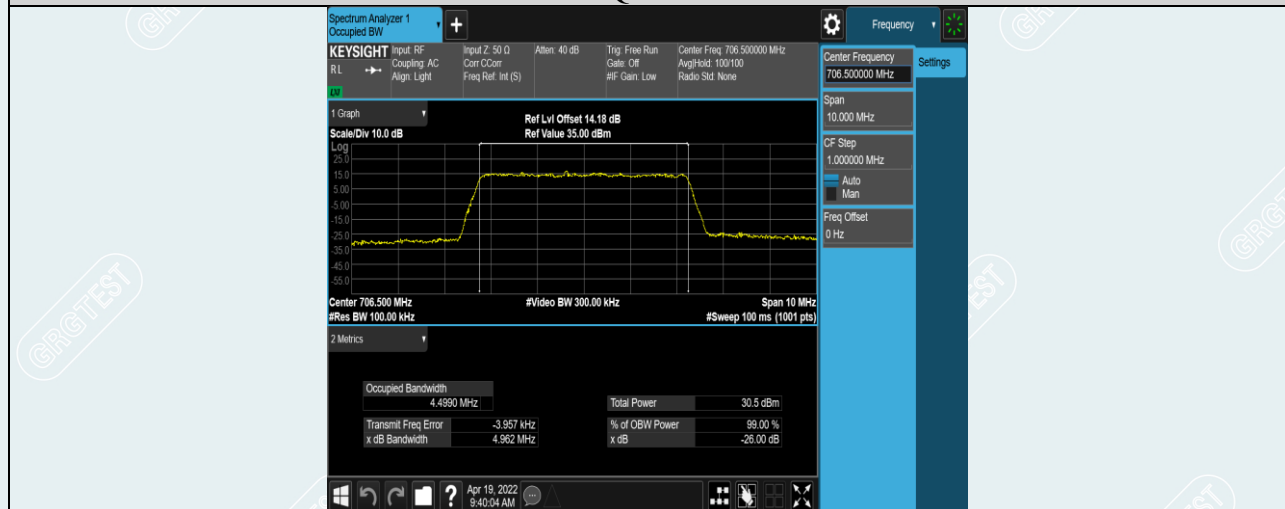 Spectrum Analyzer 1
Occupied BW
+
Frequency
KEYSIGHT
RL
LXI
Input: RF
Coupling: AC
Align: Light
Input Z: 50 Ω
Corr CCorr
Freq Ref: Int (S)
Atten: 40 dB
Trig: Free Run
Gate: Off
#IF Gain: Low
Center Freq: 706.500000 MHz
Avg|Hold: 100/100
Radio Std: None
Center Frequency
706.500000 MHz
Settings
Span
10.000 MHz
CF Step
1.000000 MHz
Auto
Man
Freq Offset
0 Hz
1 Graph
Scale/Div 10.0 dB
Ref Lvl Offset 14.18 dB
Ref Value 35.00 dBm
Log
25.0
15.0
5.00
-5.00
-15.0
-25.0
-35.0
-45.0
-55.0
Center 706.500 MHz
#Video BW 300.00 kHz
Span 10 MHz
#Res BW 100.00 kHz
#Sweep 100 ms (1001 pts)
2 Metrics
Occupied Bandwidth
4.4990 MHz
Total Power 30.5 dBm
Transmit Freq Error -3.957 kHz
% of OBW Power 99.00 %
x dB Bandwidth 4.962 MHz
x dB -26.00 dB
?
Apr 19, 2022
9:40:04 AM
GRGTEST
GRGTEST
GRGTEST
GRGTEST